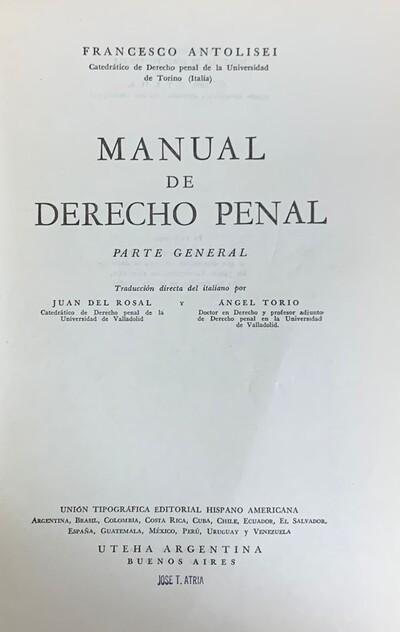 FRANCESCO ANTOLISEI
Catedrático de Derecho penal de la Universidad
de Torino (Italia)
MANUAL
DE
DERECHO PENAL
PARTE GENERAL
Traducción directa del italiano por
JUAN DEL ROSAL Y ÁNGEL TORIO
Catedrático de Derecho penal de la
Universidad de Valladolid
Doctor en Derecho y profesor adjunto
de Derecho penal en la Universidad
de Valladolid.
UNIÓN TIPOGRÁFICA EDITORIAL HISPANO AMERICANA
ARGENTINA, BRASIL, COLOMBIA, COSTA RICA, CUBA, CHILE, ECUADOR, EL SALVADOR,
ESPAÑA, GUATEMALA, MÉXICO, PERÚ, URUGUAY Y VENEZUELA
UTEHA ARGENTINA
BUENOS AIRES
JOSE T. ATRIA